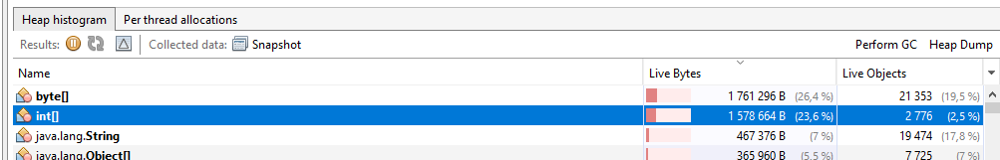 Heap histogram Per thread allocations
Results: Collected data: Snapshot Perform GC Heap Dump
Name Live Bytes Live Objects
byte[] 1 761 296 B (26,4 %) 21 353 (19,5 %)
int[] 1 578 664 B (23,6 %) 2 776 (2,5 %)
java.lang.String 467 376 B (7 %) 19 474 (17,8 %)
java.lang.Object[] 365 960 B (5,5 %) 7 725 (7 %)